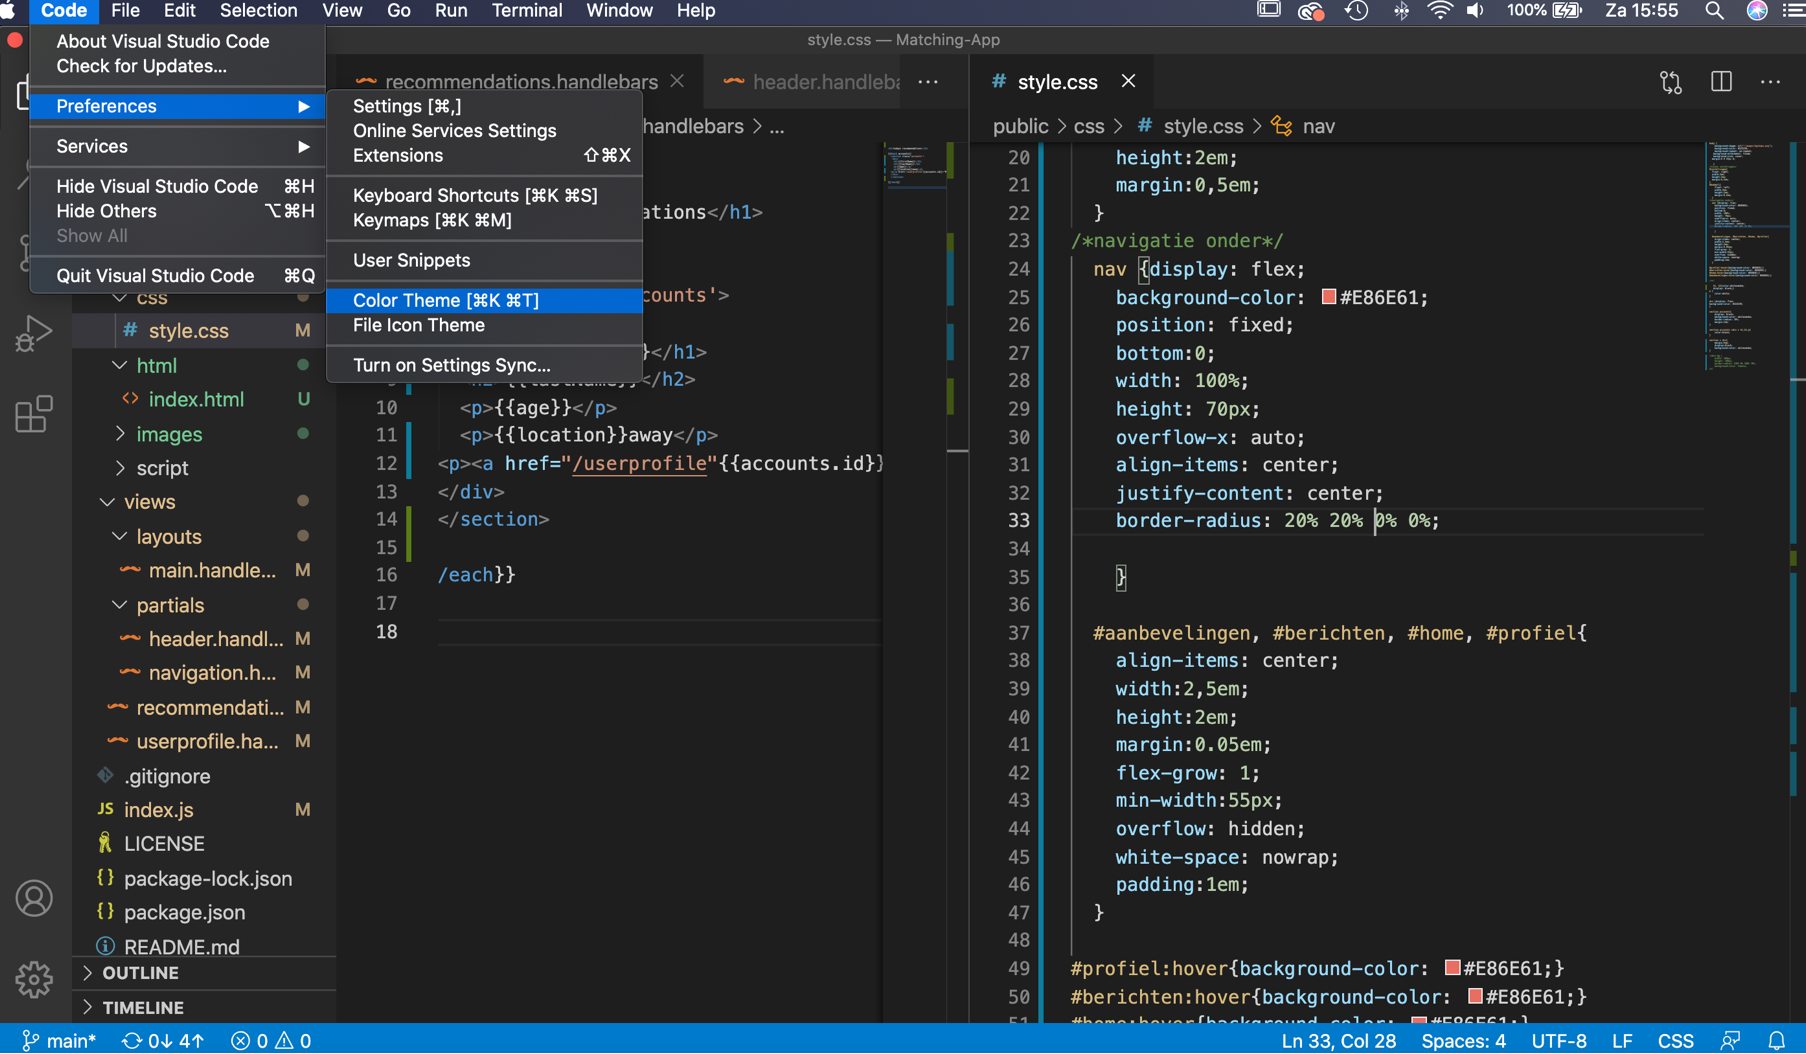 Code File Edit Selection View Go Run Terminal Window Help 100% Za 15:55
style.css — Matching-App
About Visual Studio Code
Check for Updates...
Preferences
Services
Hide Visual Studio Code ⌘H
Hide Others ⌥⌘H
Show All
Quit Visual Studio Code ⌘Q
Settings [⌘,]
Online Services Settings
Extensions ⇧⌘X
Keyboard Shortcuts [⌘K ⌘S]
Keymaps [⌘K ⌘M]
User Snippets
Color Theme [⌘K ⌘T]
File Icon Theme
Turn on Settings Sync...
css
# style.css M
html
<> index.html U
images
script
views
layouts
main.handle... M
partials
header.handl... M
navigation.h... M
recommendati... M
userprofile.ha... M
.gitignore
JS index.js M
LICENSE
{} package-lock.json
{} package.json
README.md
OUTLINE
TIMELINE
recommendations.handlebars × header.handleba ...
handlebars > ...
ations</h1>
counts'>
}</h1>
</h2>
10 <p>{{age}}</p>
11 <p>{{location}}away</p>
12 <p><a href="/userprofile"{{accounts.id}}
13 </div>
14 </section>
15
16 /each}}
17
18
# style.css ×
public > css > # style.css > nav
20 height:2em;
21 margin:0,5em;
22 }
23 /*navigatie onder*/
24 nav {display: flex;
25 background-color: #E86E61;
26 position: fixed;
27 bottom:0;
28 width: 100%;
29 height: 70px;
30 overflow-x: auto;
31 align-items: center;
32 justify-content: center;
33 border-radius: 20% 20% 0% 0%;
34
35 }
36
37 #aanbevelingen, #berichten, #home, #profiel{
38 align-items: center;
39 width:2,5em;
40 height:2em;
41 margin:0.05em;
42 flex-grow: 1;
43 min-width:55px;
44 overflow: hidden;
45 white-space: nowrap;
46 padding:1em;
47 }
48
49 #profiel:hover{background-color: #E86E61;}
50 #berichten:hover{background-color: #E86E61;}
51 #home:hover{background-color: #E86E61;}
main* 0↓ 4↑ 0 0 Ln 33, Col 28 Spaces: 4 UTF-8 LF CSS